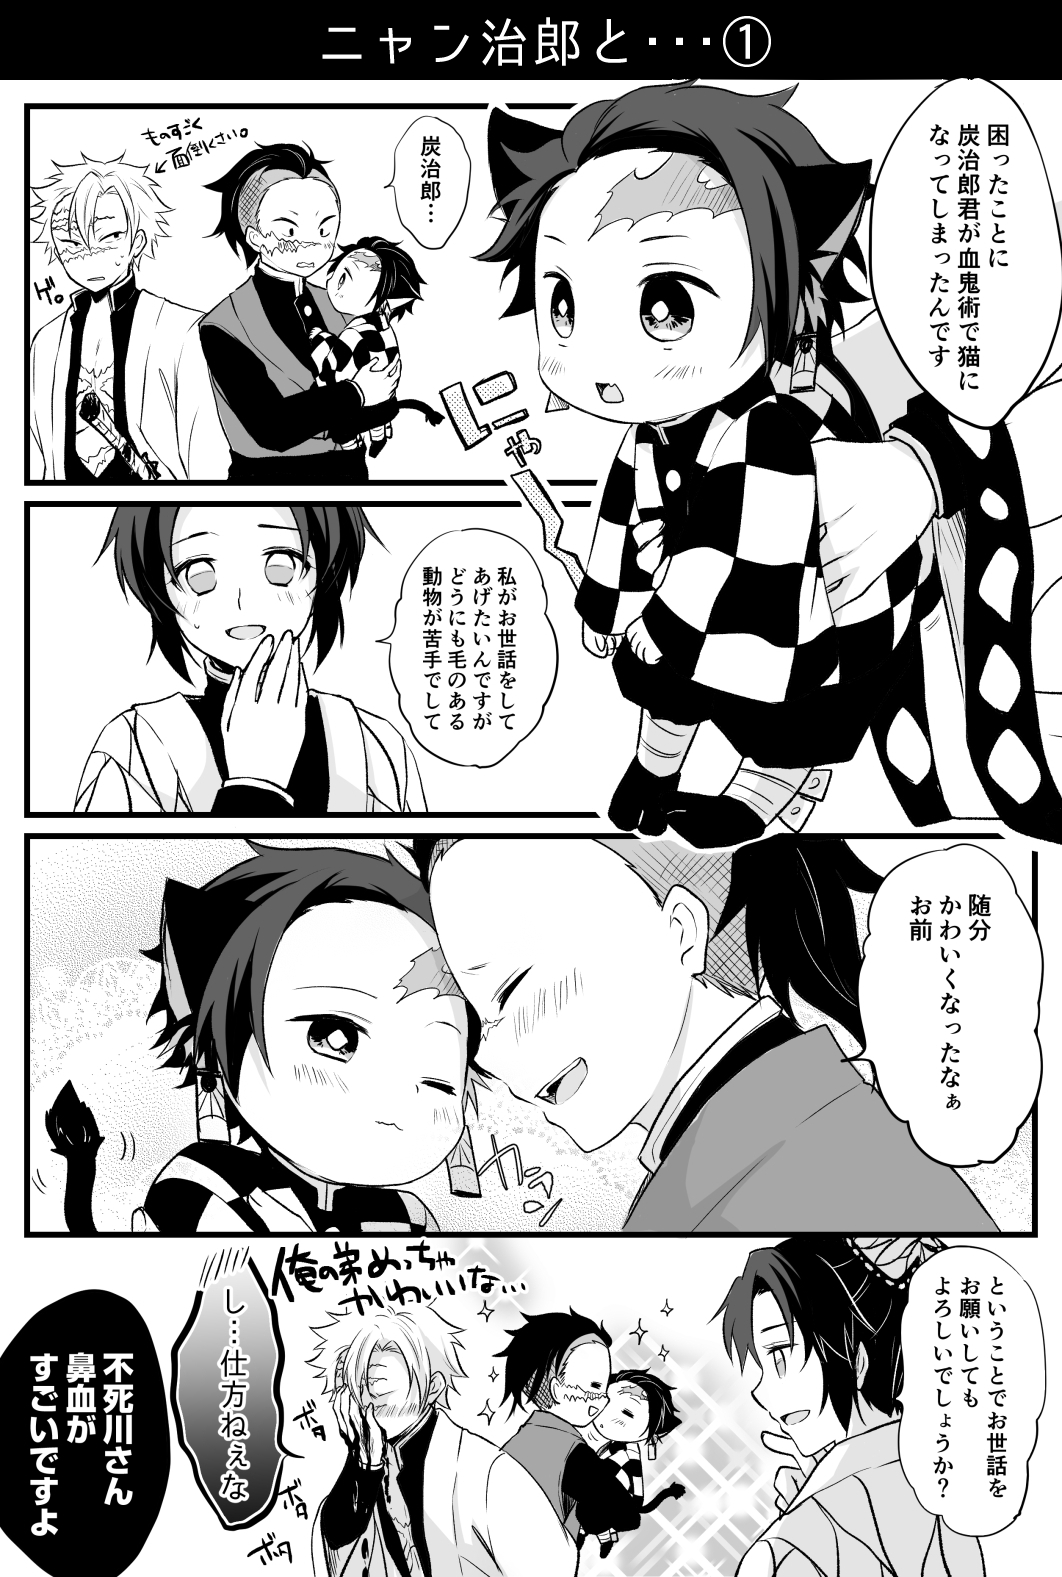 ニャン治郎と・・・①
困ったことに
炭治郎君が血鬼術で猫に
なってしまったんです
にゃー
炭治郎…
ものすごく
面倒くさい。
ゲ。
私がお世話をして
あげたいんですが
どうにも毛のある
動物が苦手でして
随分
かわいくなったなぁ
お前
ということでお世話を
お願いしても
よろしいでしょうか？
俺の弟めっちゃ
かわいいな…
し…仕方ねぇな
ボタ
ボタ
ボタ
不死川さん
鼻血が
すごいですよ